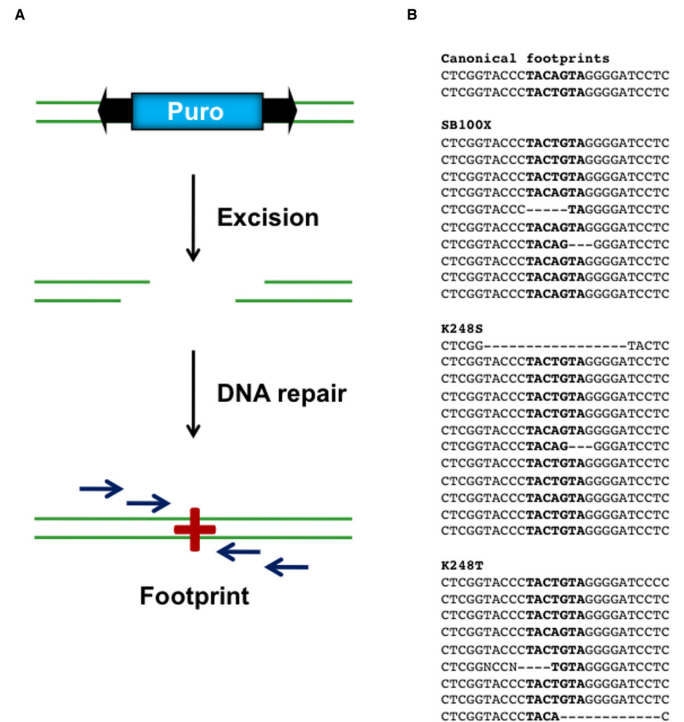 A
Puro
Excision
DNA repair
Footprint
B
Canonical footprints
CTCGGTACCCTACAGTAGGGGATCCTC
CTCGGTACCCTACTGTAGGGGATCCTC
SB100X
CTCGGTACCCTACTGTAGGGGATCCTC
CTCGGTACCCTACTGTAGGGGATCCTC
CTCGGTACCCTACTGTAGGGGATCCTC
CTCGGTACCCTACAGTAGGGGATCCTC
CTCGGTACCC-----TAGGGGATCCTC
CTCGGTACCCTACAGTAGGGGATCCTC
CTCGGTACCCTACAG---GGGATCCTC
CTCGGTACCCTACAGTAGGGGATCCTC
CTCGGTACCCTACAGTAGGGGATCCTC
CTCGGTACCCTACAGTAGGGGATCCTC
K248S
CTCGG-----------------TACTC
CTCGGTACCCTACTGTAGGGGATCCTC
CTCGGTACCCTACTGTAGGGGATCCTC
CTCGGTACCCTACTGTAGGGGATCCTC
CTCGGTACCCTACTGTAGGGGATCCTC
CTCGGTACCCTACAGTAGGGGATCCTC
CTCGGTACCCTACAG---GGGATCCTC
CTCGGTACCCTACTGTAGGGGATCCTC
CTCGGTACCCTACTGTAGGGGATCCTC
CTCGGTACCCTACAGTAGGGGATCCTC
CTCGGTACCCTACTGTAGGGGATCCTC
CTCGGTACCCTACTGTAGGGGATCCTC
K248T
CTCGGTACCCTACTGTAGGGGATCCCC
CTCGGTACCCTACTGTAGGGGATCCTC
CTCGGTACCCTACTGTAGGGGATCCTC
CTCGGTACCCTACAGTAGGGGATCCTC
CTCGGTACCCTACTGTAGGGGATCCTC
CTCGGNCCN----TGTAGGGGATCCTC
CTCGGTACCCTACTGTAGGGGATCCTC
CTCGGTACCCTACTGTAGGGGATCCTC
CTCGGTACCCTACA------------C